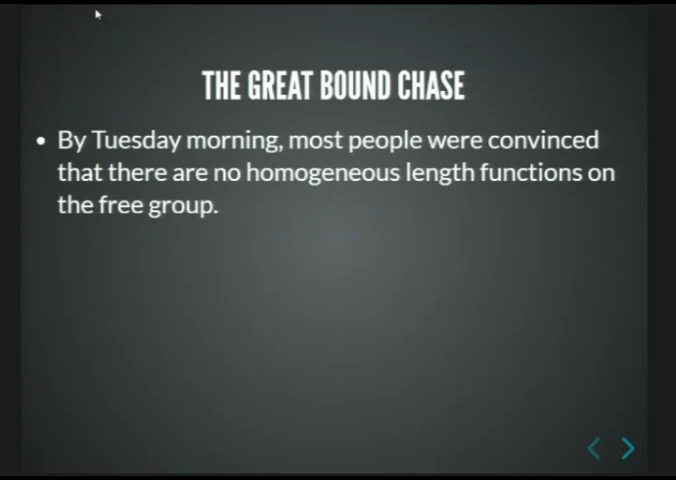 THE GREAT BOUND CHASE
• By Tuesday morning, most people were convinced
that there are no homogeneous length functions on
the free group.